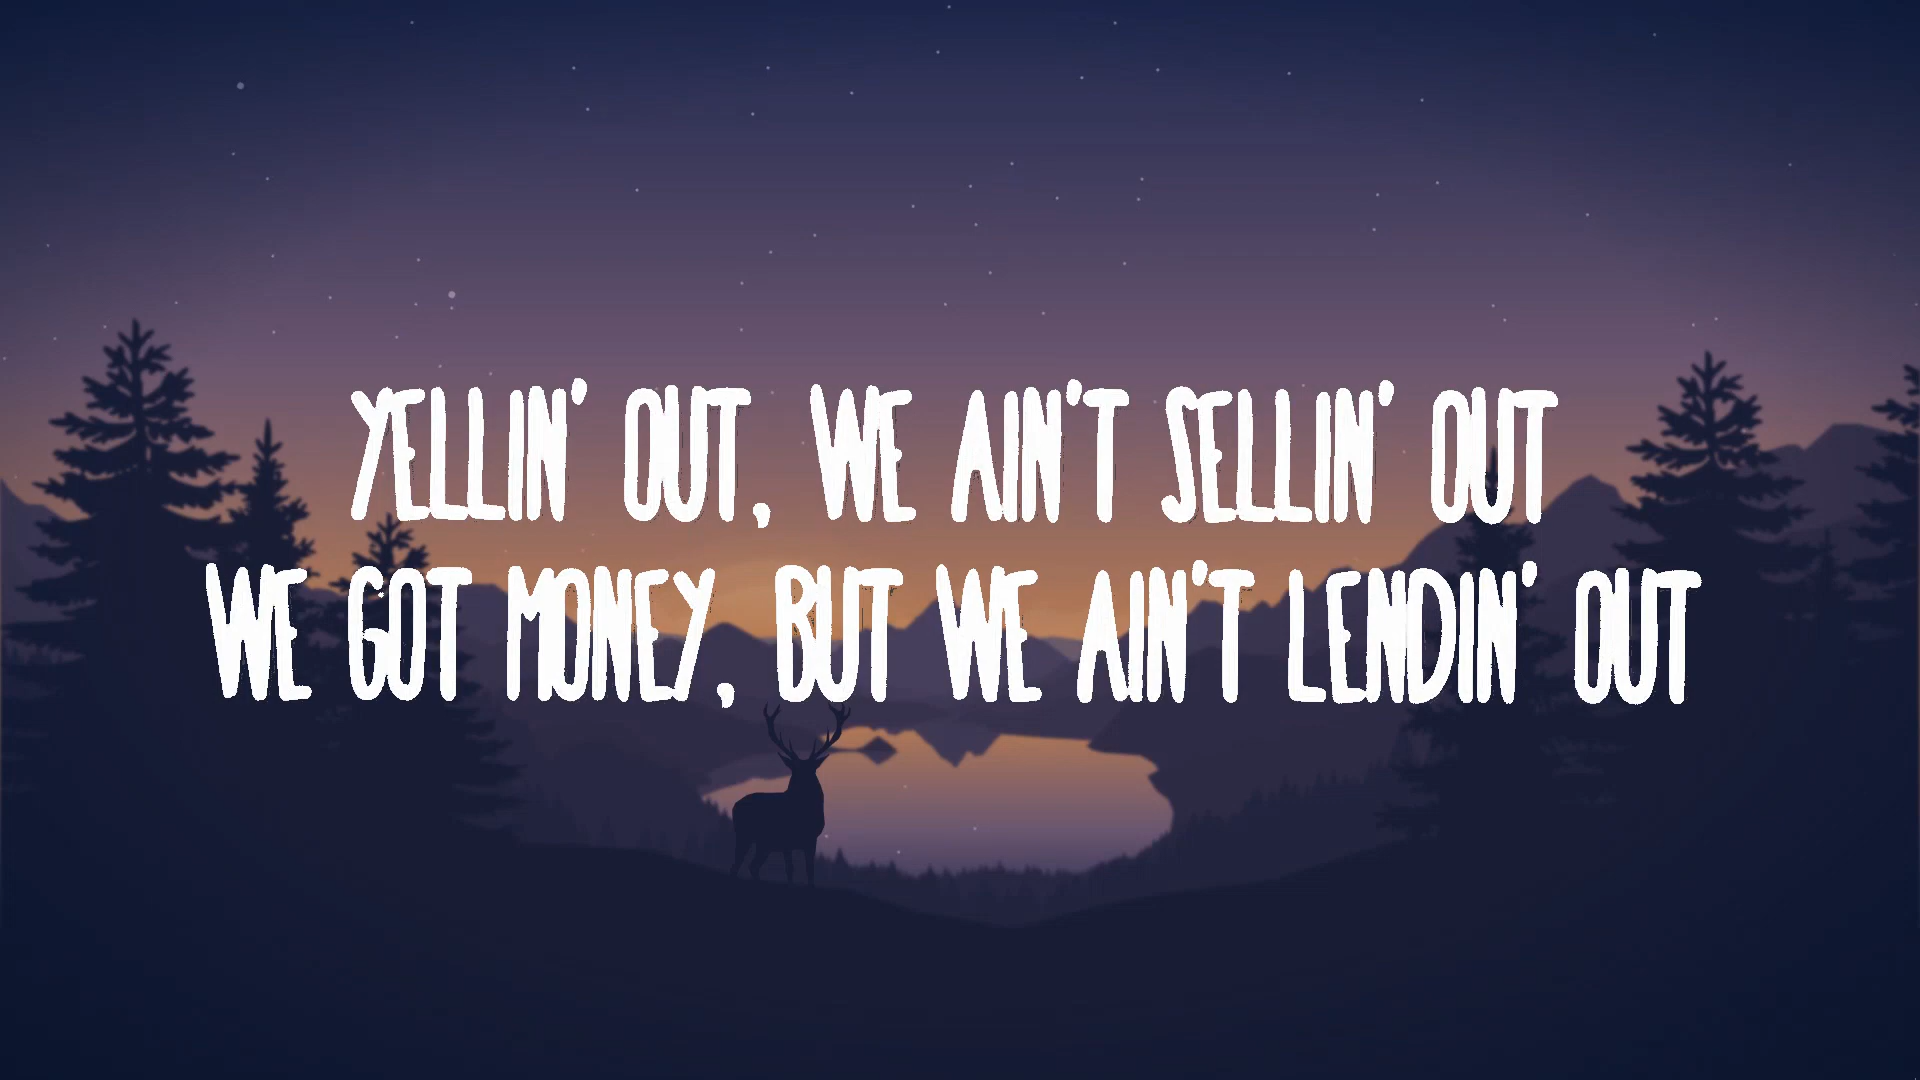 YELLIN' OUT, WE AIN'T SELLIN' OUT
WE GOT MONEY, BUT WE AIN'T LENDIN' OUT